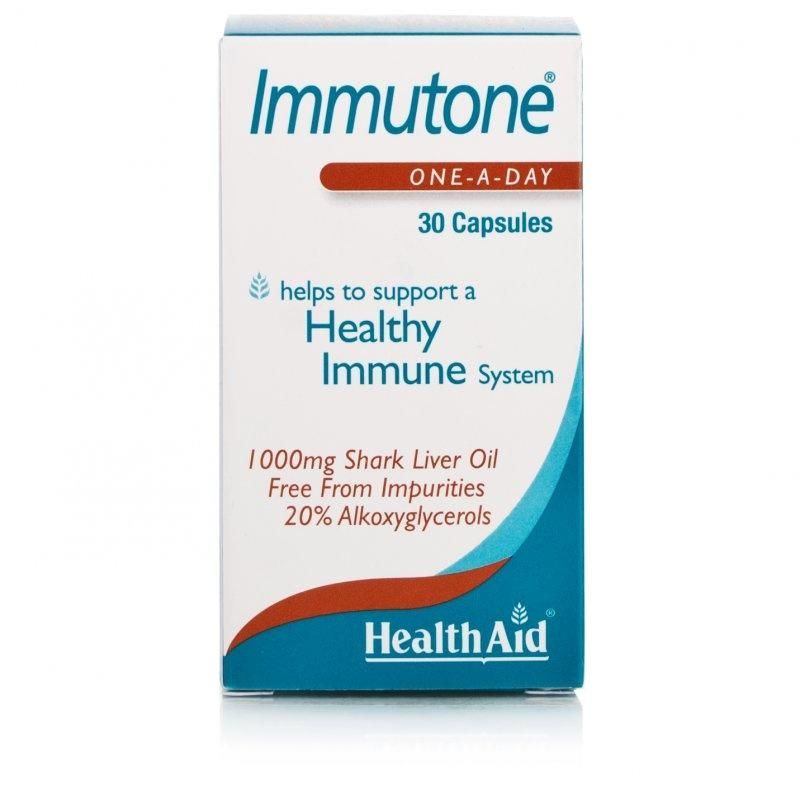 Immutone®
ONE-A-DAY
30 Capsules
helps to support a
Healthy
Immune System
1000mg Shark Liver Oil
Free From Impurities
20% Alkoxyglycerols
HealthAid®